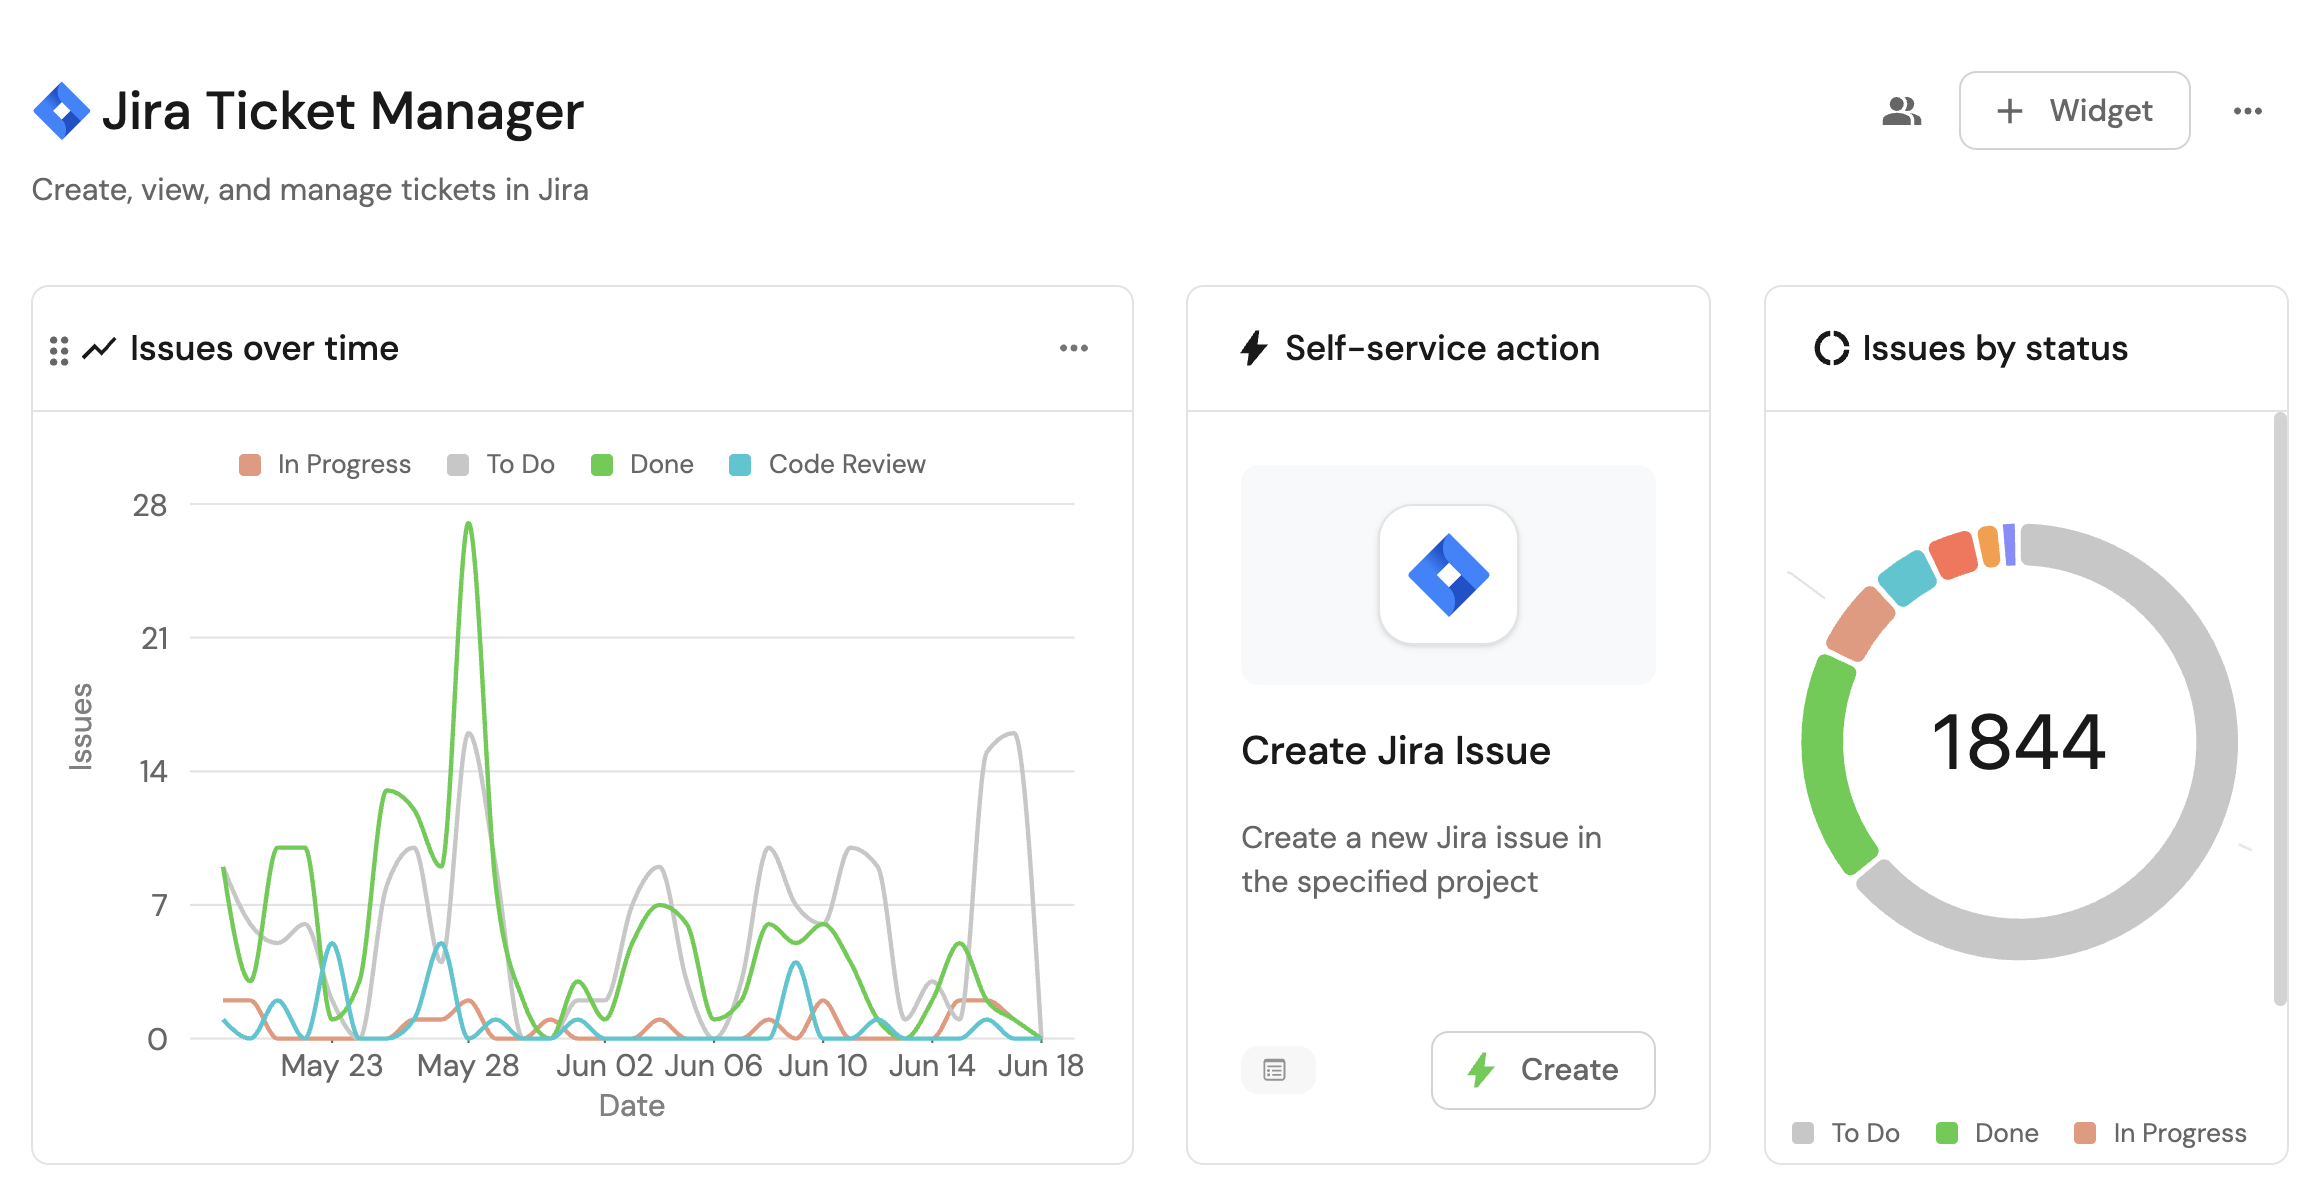 Jira Ticket Manager
Widget
Create, view, and manage tickets in Jira
Issues over time
In Progress To Do Done Code Review
28
21
14
7
0
Issues
May 23 May 28 Jun 02 Jun 06 Jun 10 Jun 14 Jun 18
Date
Self-service action
Create Jira Issue
Create a new Jira issue in
the specified project
Create
Issues by status
1844
To Do Done In Progress